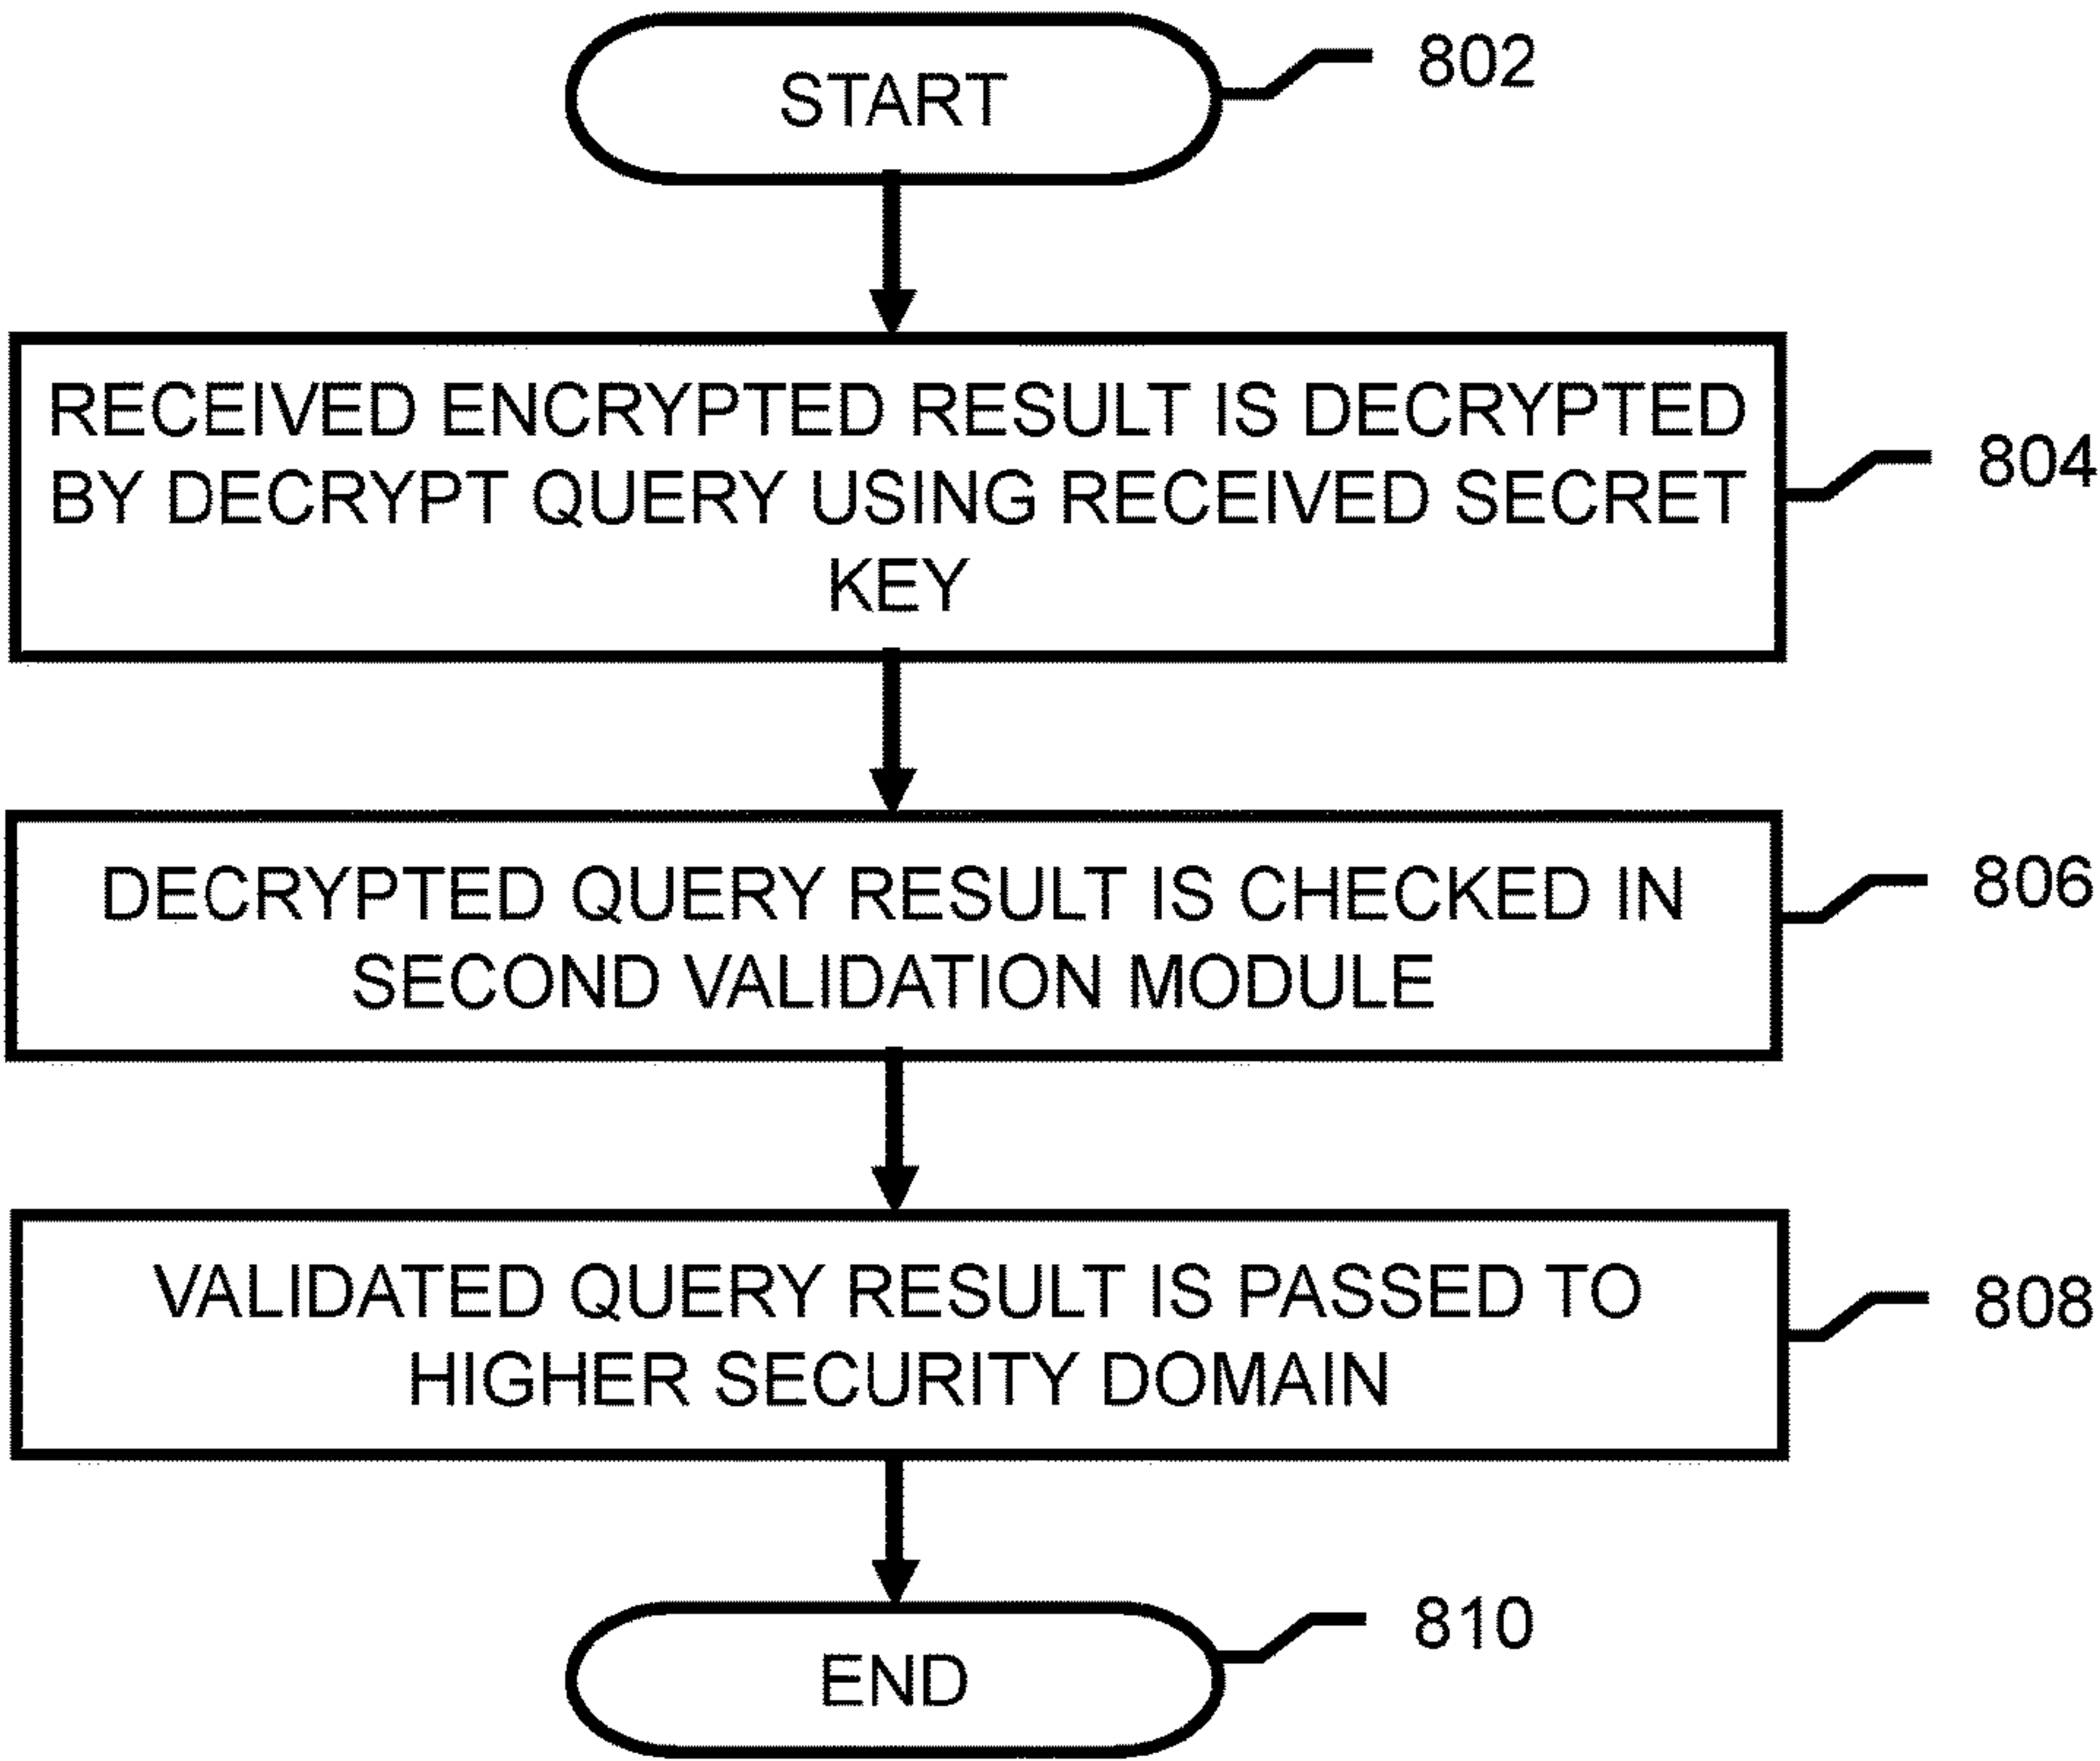 START
802
RECEIVED ENCRYPTED RESULT IS DECRYPTED
BY DECRYPT QUERY USING RECEIVED SECRET
KEY
804
DECRYPTED QUERY RESULT IS CHECKED IN
SECOND VALIDATION MODULE
806
VALIDATED QUERY RESULT IS PASSED TO
HIGHER SECURITY DOMAIN
808
END
810